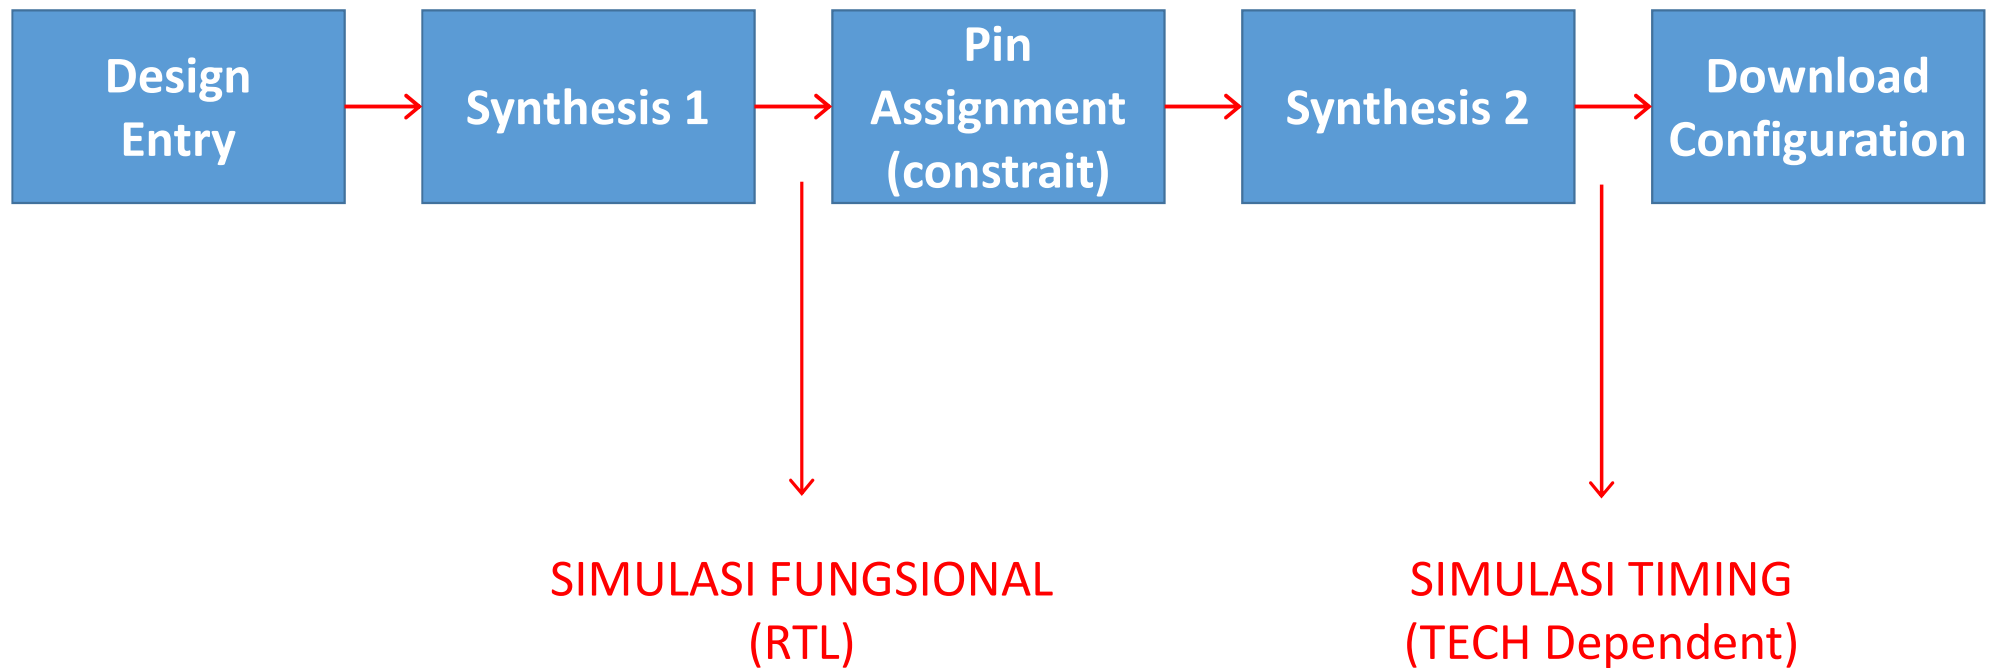 Design
Entry
Synthesis 1
Pin
Assignment
(constrait)
Synthesis 2
Download
Configuration
SIMULASI FUNGSIONAL
(RTL)
SIMULASI TIMING
(TECH Dependent)